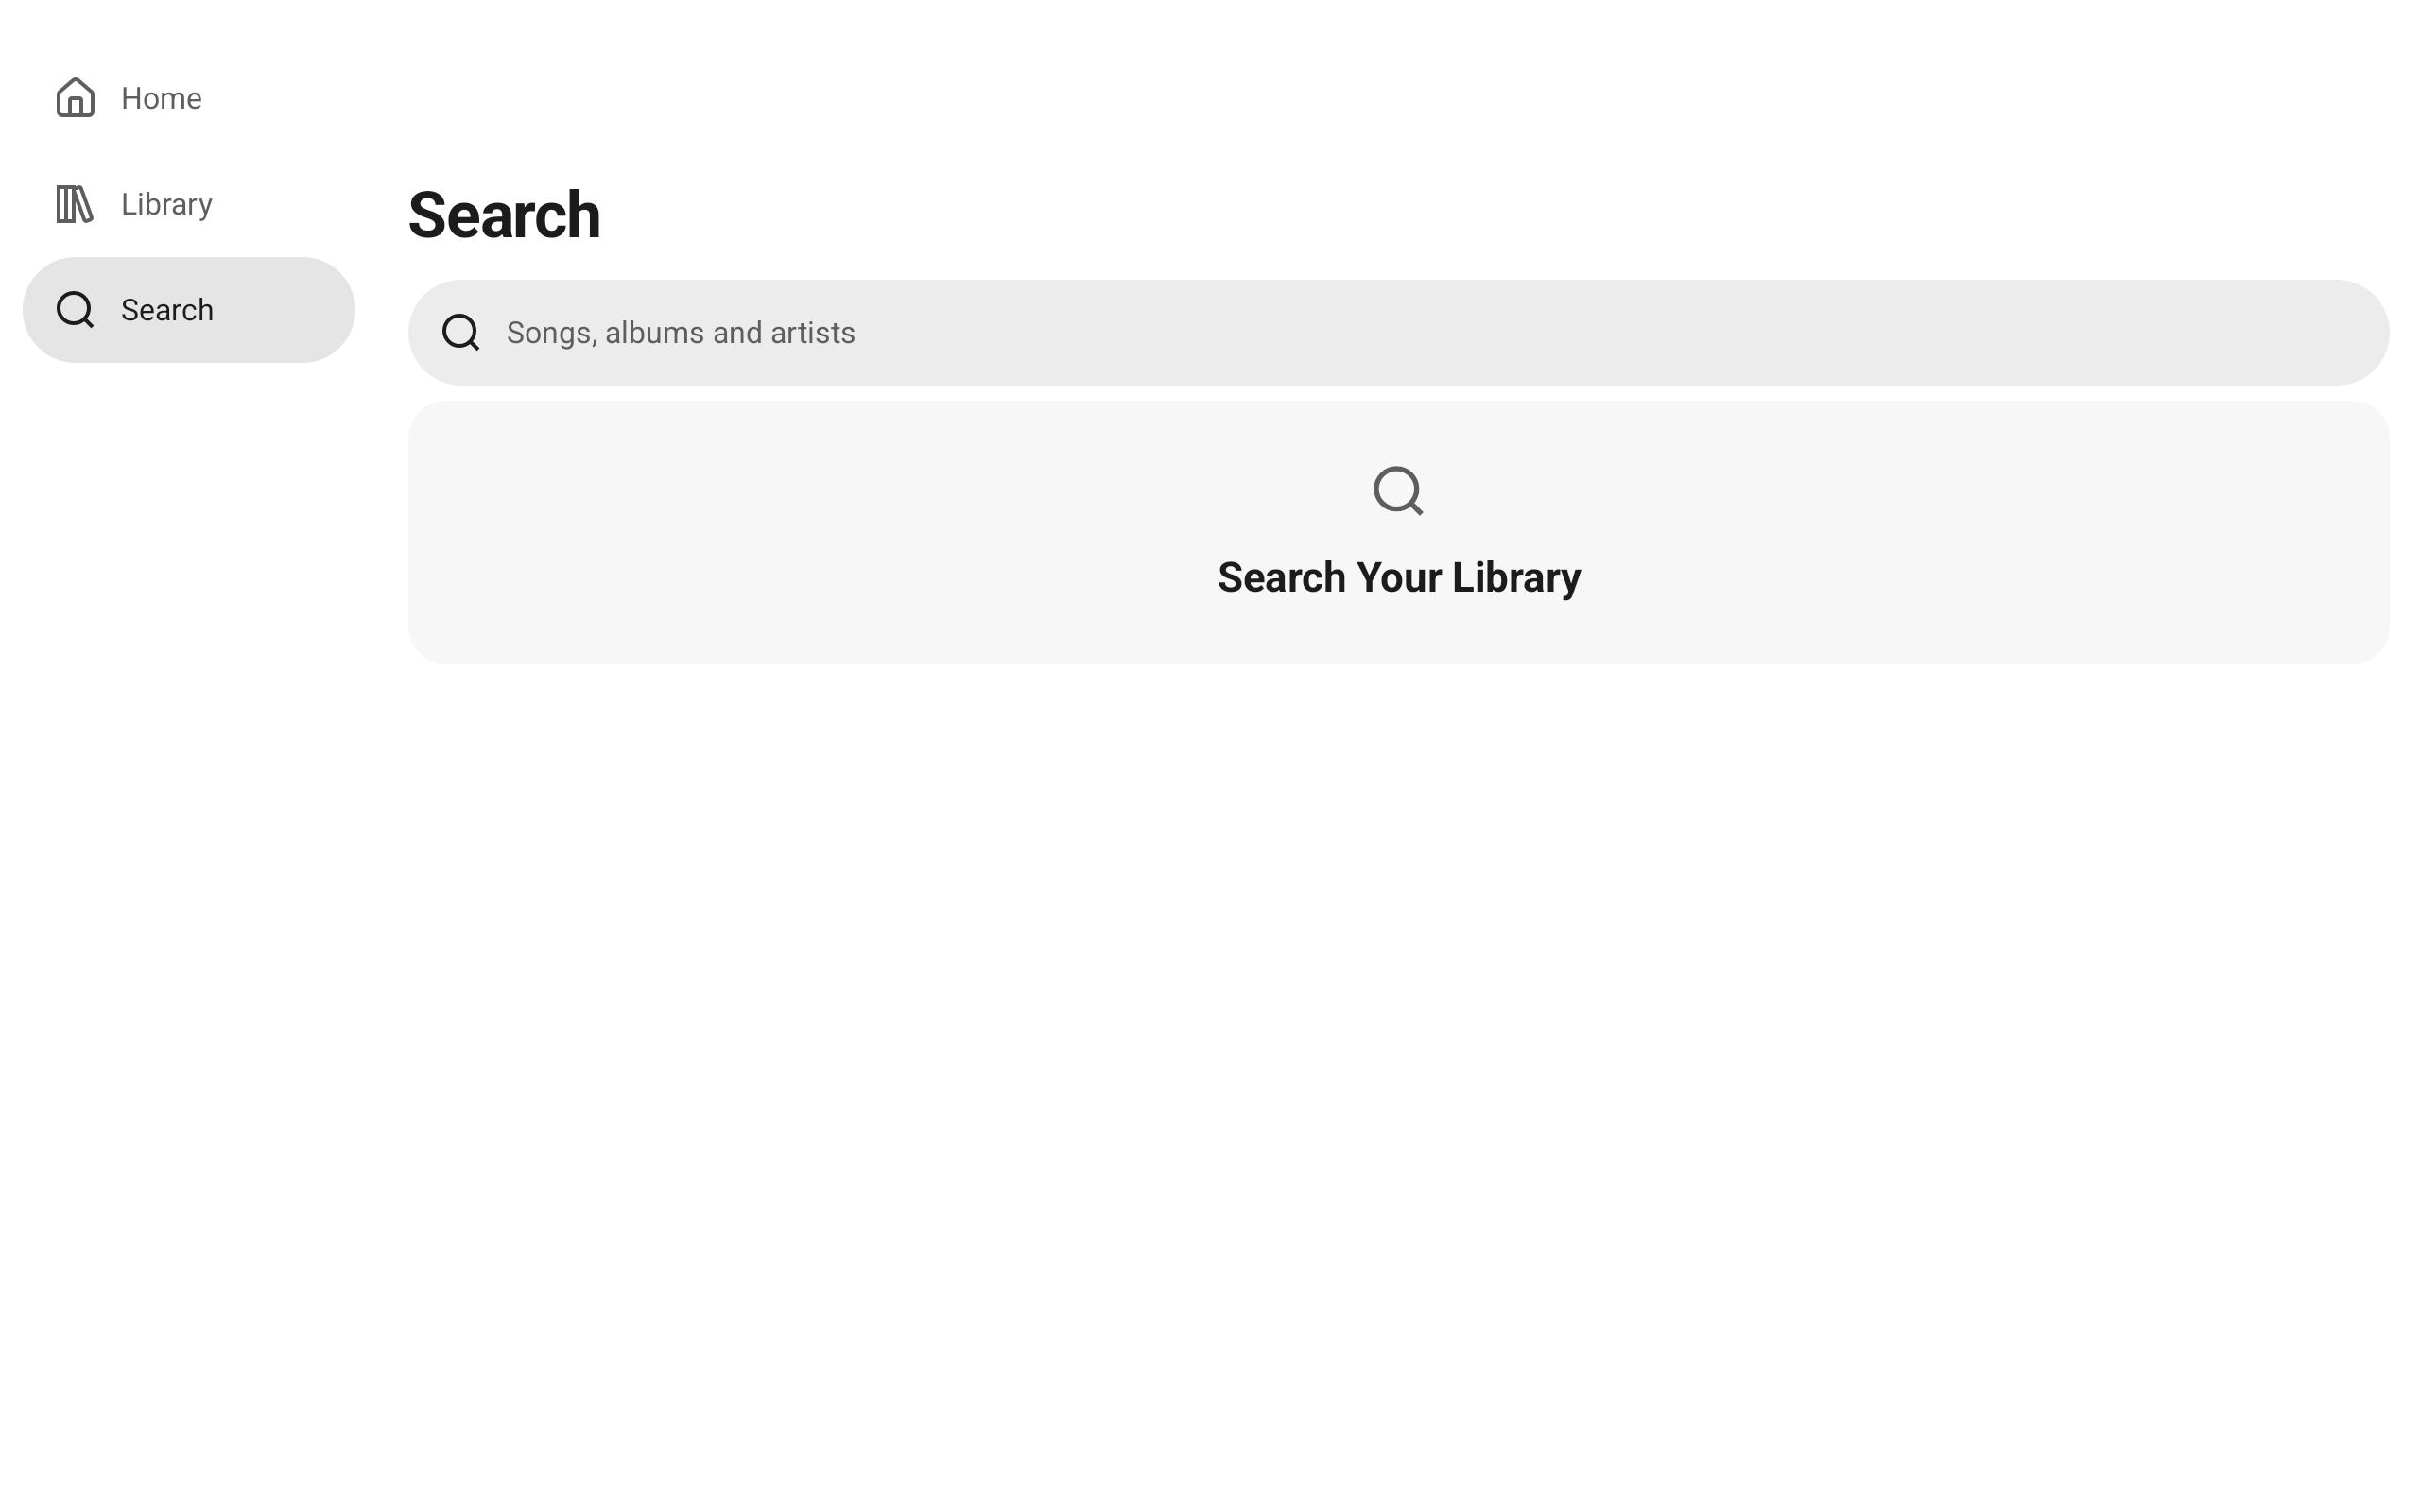 Home
Library
Search
Search
Songs, albums and artists
Search Your Library